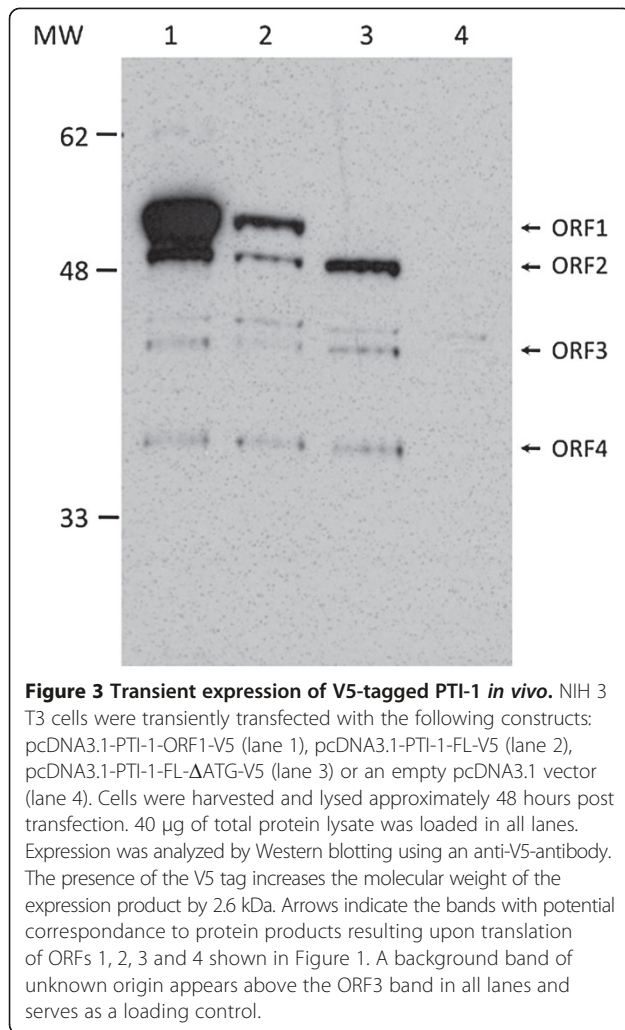 MW 1 2 3 4
62
ORF1
48 ORF2
ORF3
ORF4
33
Figure 3 Transient expression of V5-tagged PTI-1 in vivo. NIH 3
T3 cells were transiently transfected with the following constructs:
pcDNA3.1-PTI-1-ORF1-V5 (lane 1), pcDNA3.1-PTI-1-FL-V5 (lane 2),
pcDNA3.1-PTI-1-FL-ΔATG-V5 (lane 3) or an empty pcDNA3.1 vector
(lane 4). Cells were harvested and lysed approximately 48 hours post
transfection. 40 μg of total protein lysate was loaded in all lanes.
Expression was analyzed by Western blotting using an anti-V5-antibody.
The presence of the V5 tag increases the molecular weight of the
expression product by 2.6 kDa. Arrows indicate the bands with potential
correspondance to protein products resulting upon translation
of ORFs 1, 2, 3 and 4 shown in Figure 1. A background band of
unknown origin appears above the ORF3 band in all lanes and
serves as a loading control.